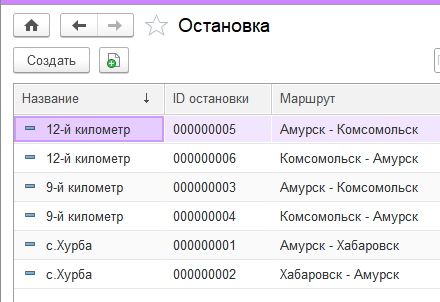 Остановка
Создать
Название ↓ ID остановки Маршрут
12-й километр 000000005 Амурск - Комсомольск
12-й километр 000000006 Комсомольск - Амурск
9-й километр 000000003 Амурск - Комсомольск
9-й километр 000000004 Комсомольск - Амурск
с.Хурба 000000001 Амурск - Хабаровск
с.Хурба 000000002 Хабаровск - Амурск